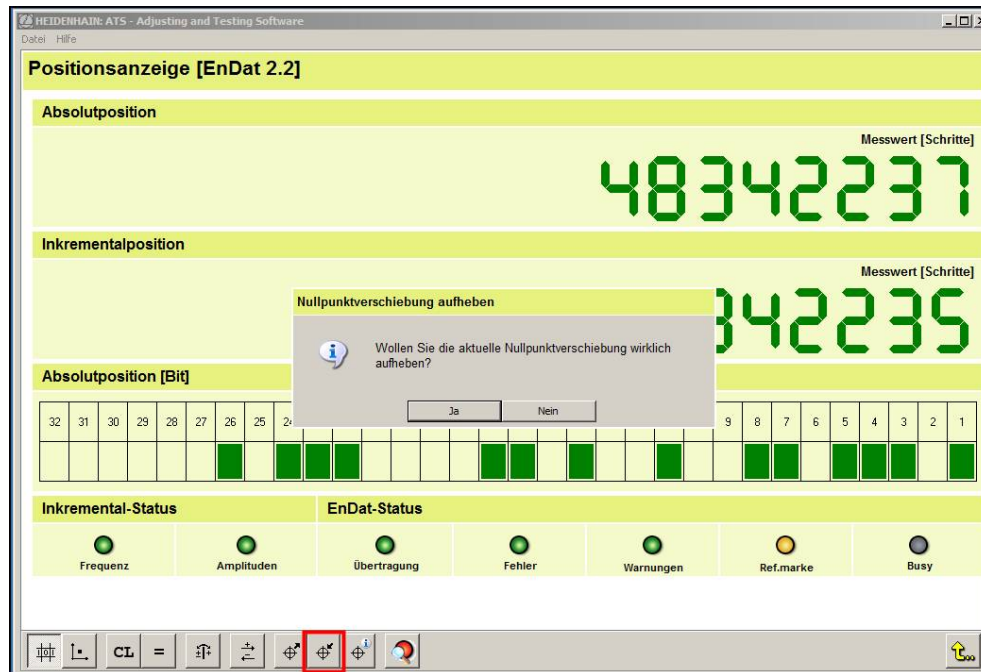 HEIDENHAIN: ATS - Adjusting and Testing Software
Datei Hilfe
Positionsanzeige [EnDat 2.2]
Absolutposition
Messwert [Schritte]
48342237
Inkrementalposition
Messwert [Schritte]
342235
Nullpunktverschiebung aufheben
Wollen Sie die aktuelle Nullpunktverschiebung wirklich
aufheben?
Ja Nein
Absolutposition [Bit]
32 31 30 29 28 27 26 25 9 8 7 6 5 4 3 2 1
Inkremental-Status EnDat-Status
Frequenz Amplituden Übertragung Fehler Warnungen Ref.marke Busy
CL =